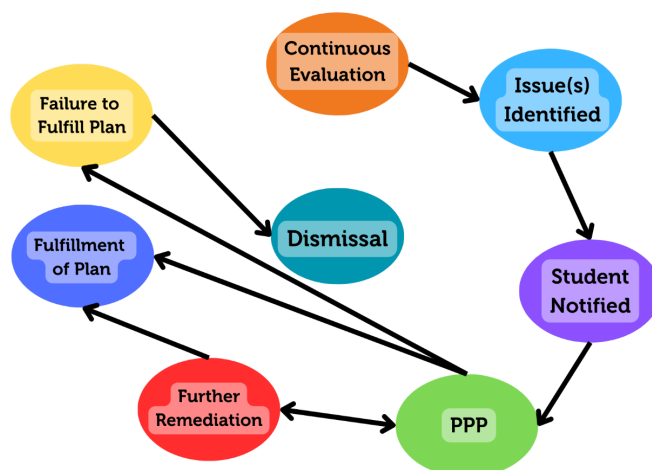 Continuous
Evaluation
Issue(s)
Identified
Student
Notified
PPP
Further
Remediation
Fulfillment
of Plan
Failure to
Fulfill Plan
Dismissal